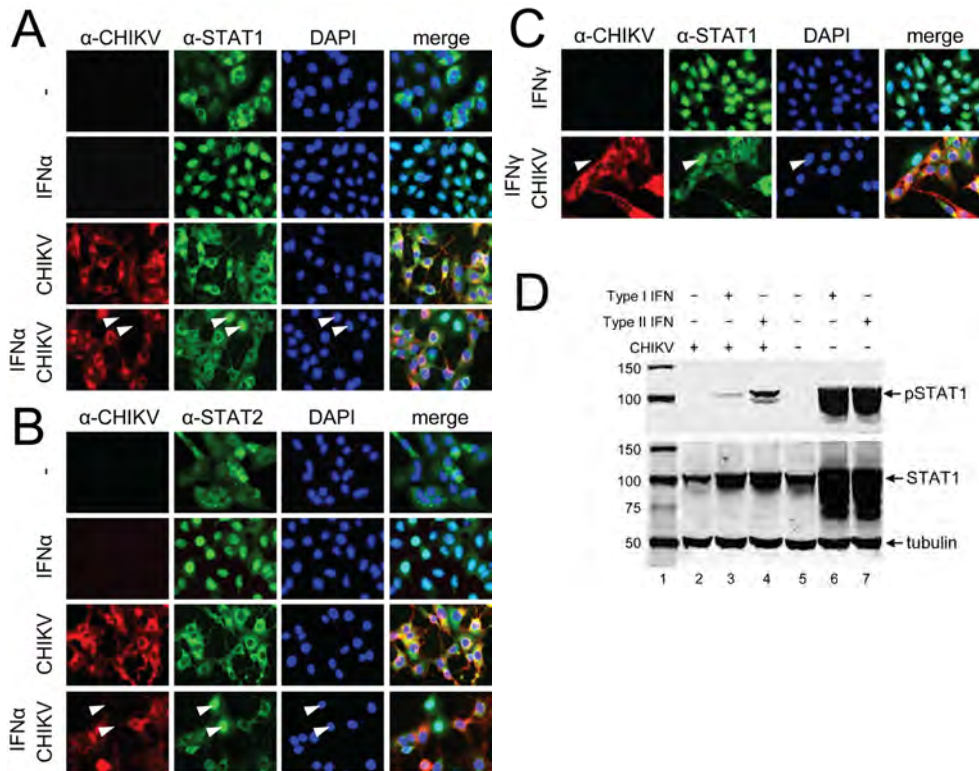 A
α-CHIKV α-STAT1 DAPI merge
-
IFNα
CHIKV
IFNα
CHIKV
B
α-CHIKV α-STAT2 DAPI merge
-
IFNα
CHIKV
IFNα
CHIKV
C
α-CHIKV α-STAT1 DAPI merge
IFNγ
IFNγ
CHIKV
D
Type I IFN - + - - + -
Type II IFN - - + - - +
CHIKV + + + - - -
150
100
pSTAT1
150
100
75
50
STAT1
tubulin
1 2 3 4 5 6 7